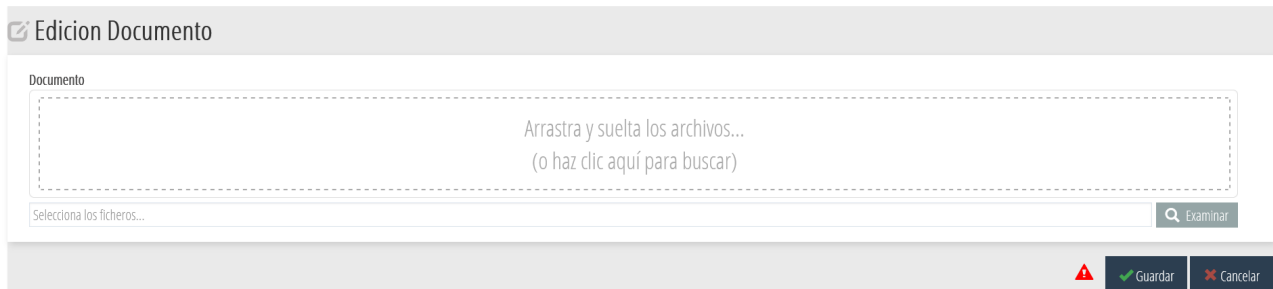 Edicion Documento
Documento
Arrastra y suelta los archivos...
(o haz clic aquí para buscar)
Selecciona los ficheros...
Examinar
Guardar
Cancelar